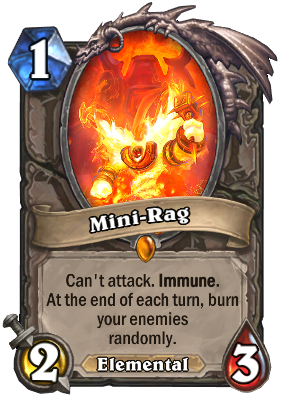 1
Mini-Rag
Can't attack. Immune.
At the end of each turn, burn
your enemies
randomly.
2
Elemental
3